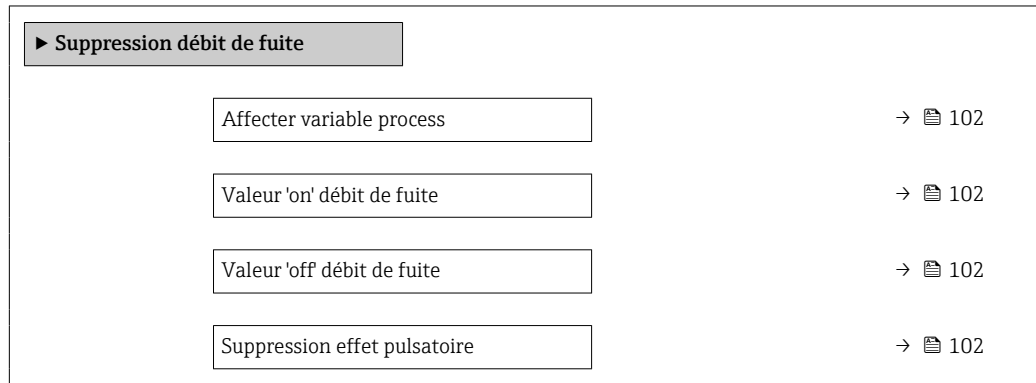 ▶ Suppression débit de fuite
Affecter variable process → 102
Valeur 'on' débit de fuite → 102
Valeur 'off' débit de fuite → 102
Suppression effet pulsatoire → 102